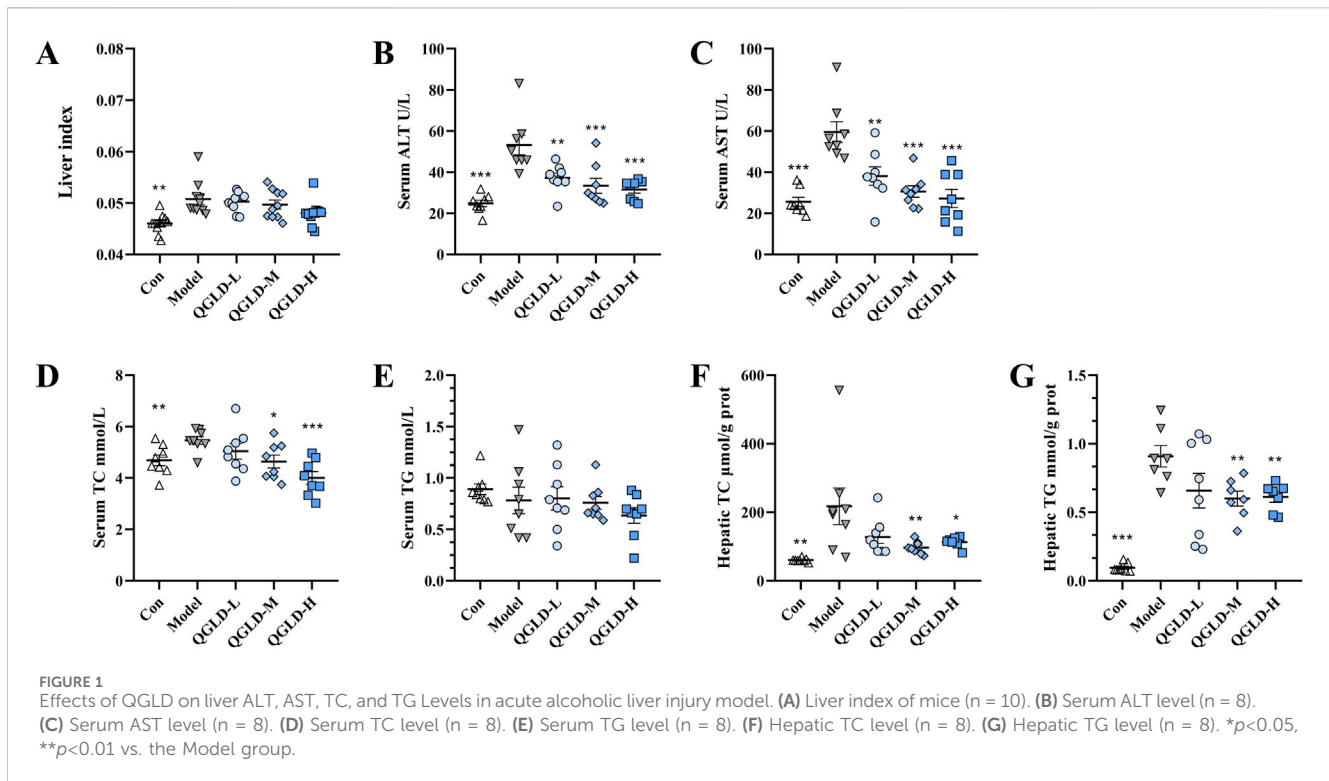 A
Liver index
0.08
0.07
0.06
0.05
0.04
**
Con
Model
QGLD-L
QGLD-M
QGLD-H
B
Serum ALT U/L
100
80
60
40
20
0
***
**
***
***
Con
Model
QGLD-L
QGLD-M
QGLD-H
C
Serum AST U/L
100
80
60
40
20
0
***
**
***
***
Con
Model
QGLD-L
QGLD-M
QGLD-H
D
Serum TC mmol/L
8
6
4
2
0
**
*
***
Con
Model
QGLD-L
QGLD-M
QGLD-H
E
Serum TG mmol/L
2.0
1.5
1.0
0.5
0.0
Con
Model
QGLD-L
QGLD-M
QGLD-H
F
Hepatic TC μmol/g prot
600
400
200
0
**
**
*
Con
Model
QGLD-L
QGLD-M
QGLD-H
G
Hepatic TG mmol/g prot
1.5
1.0
0.5
0.0
***
**
**
Con
Model
QGLD-L
QGLD-M
QGLD-H
FIGURE 1
Effects of QGLD on liver ALT, AST, TC, and TG Levels in acute alcoholic liver injury model. (A) Liver index of mice (n = 10). (B) Serum ALT level (n = 8).
(C) Serum AST level (n = 8). (D) Serum TC level (n = 8). (E) Serum TG level (n = 8). (F) Hepatic TC level (n = 8). (G) Hepatic TG level (n = 8). *p<0.05,
**p<0.01 vs. the Model group.